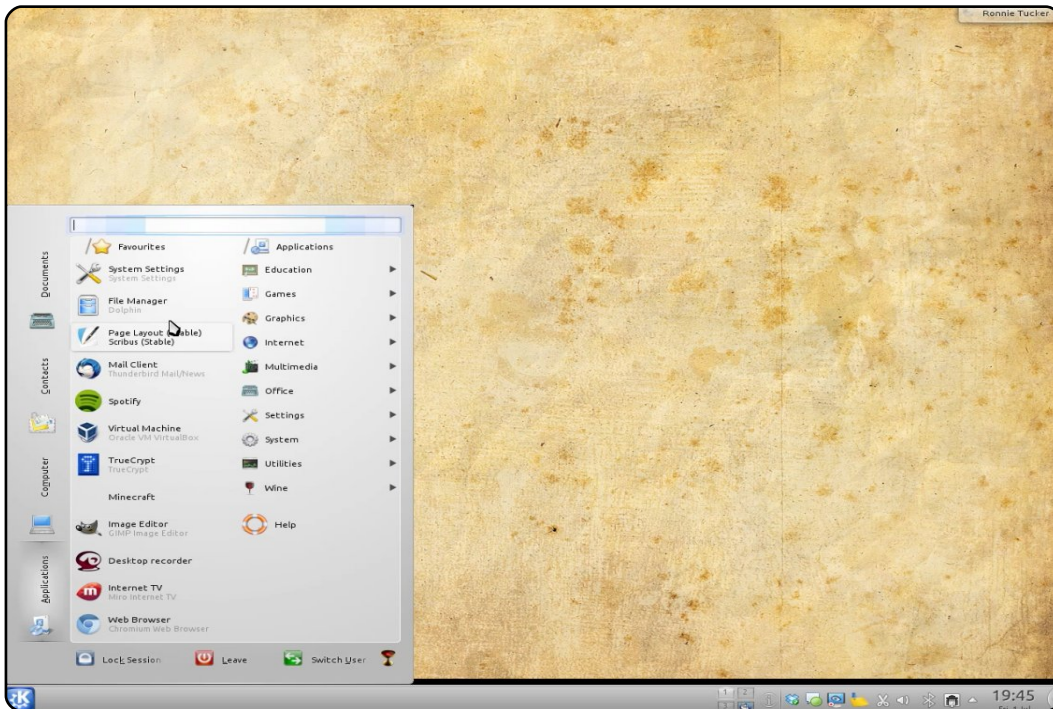 Ronnie Tucker
Documents
Contacts
Computer
Applications
Favourites
System Settings
System Settings
File Manager
Dolphin
Page Layout (Stable)
Scribus (Stable)
Mail Client
Thunderbird Mail/News
Spotify
Virtual Machine
Oracle VM VirtualBox
TrueCrypt
TrueCrypt
Minecraft
Image Editor
GIMP Image Editor
Desktop recorder
Internet TV
Miro Internet TV
Web Browser
Chromium Web Browser
Applications
Education
Games
Graphics
Internet
Multimedia
Office
Settings
System
Utilities
Wine
Help
Lock Session
Leave
Switch User
1 2
19:45